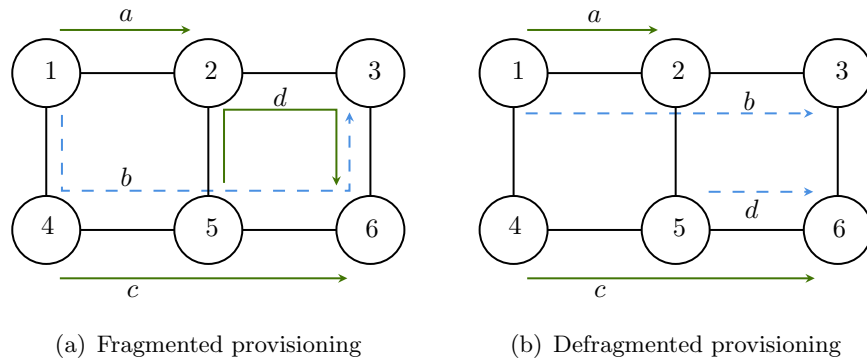 a a
1 2 3 1 2 3
d b
b d
4 5 6 4 5 6
c c
(a) Fragmented provisioning (b) Defragmented provisioning